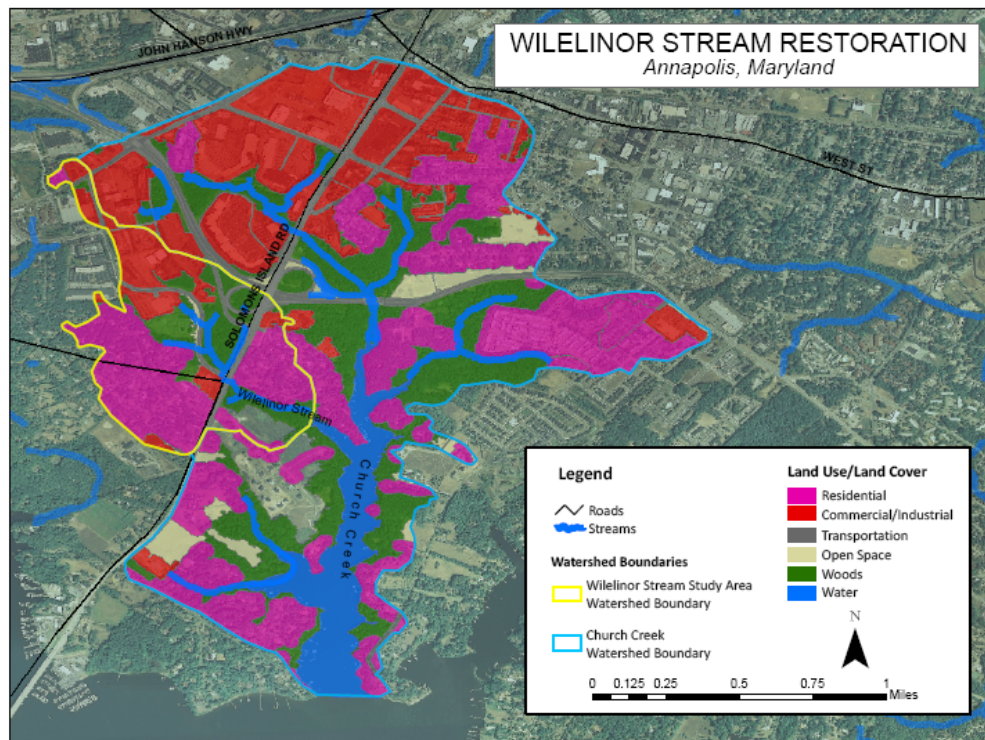 WILELINOR STREAM RESTORATION
Annapolis, Maryland
JOHN HANSON HWY
WEST ST
SOLOMONS ISLAND RD
Wilelinor Stream
Church Creek
Legend
Roads
Streams
Watershed Boundaries
Wilelinor Stream Study Area
Watershed Boundary
Church Creek
Watershed Boundary
Land Use/Land Cover
Residential
Commercial/Industrial
Transportation
Open Space
Woods
Water
N
0 0.125 0.25 0.5 0.75 1
Miles